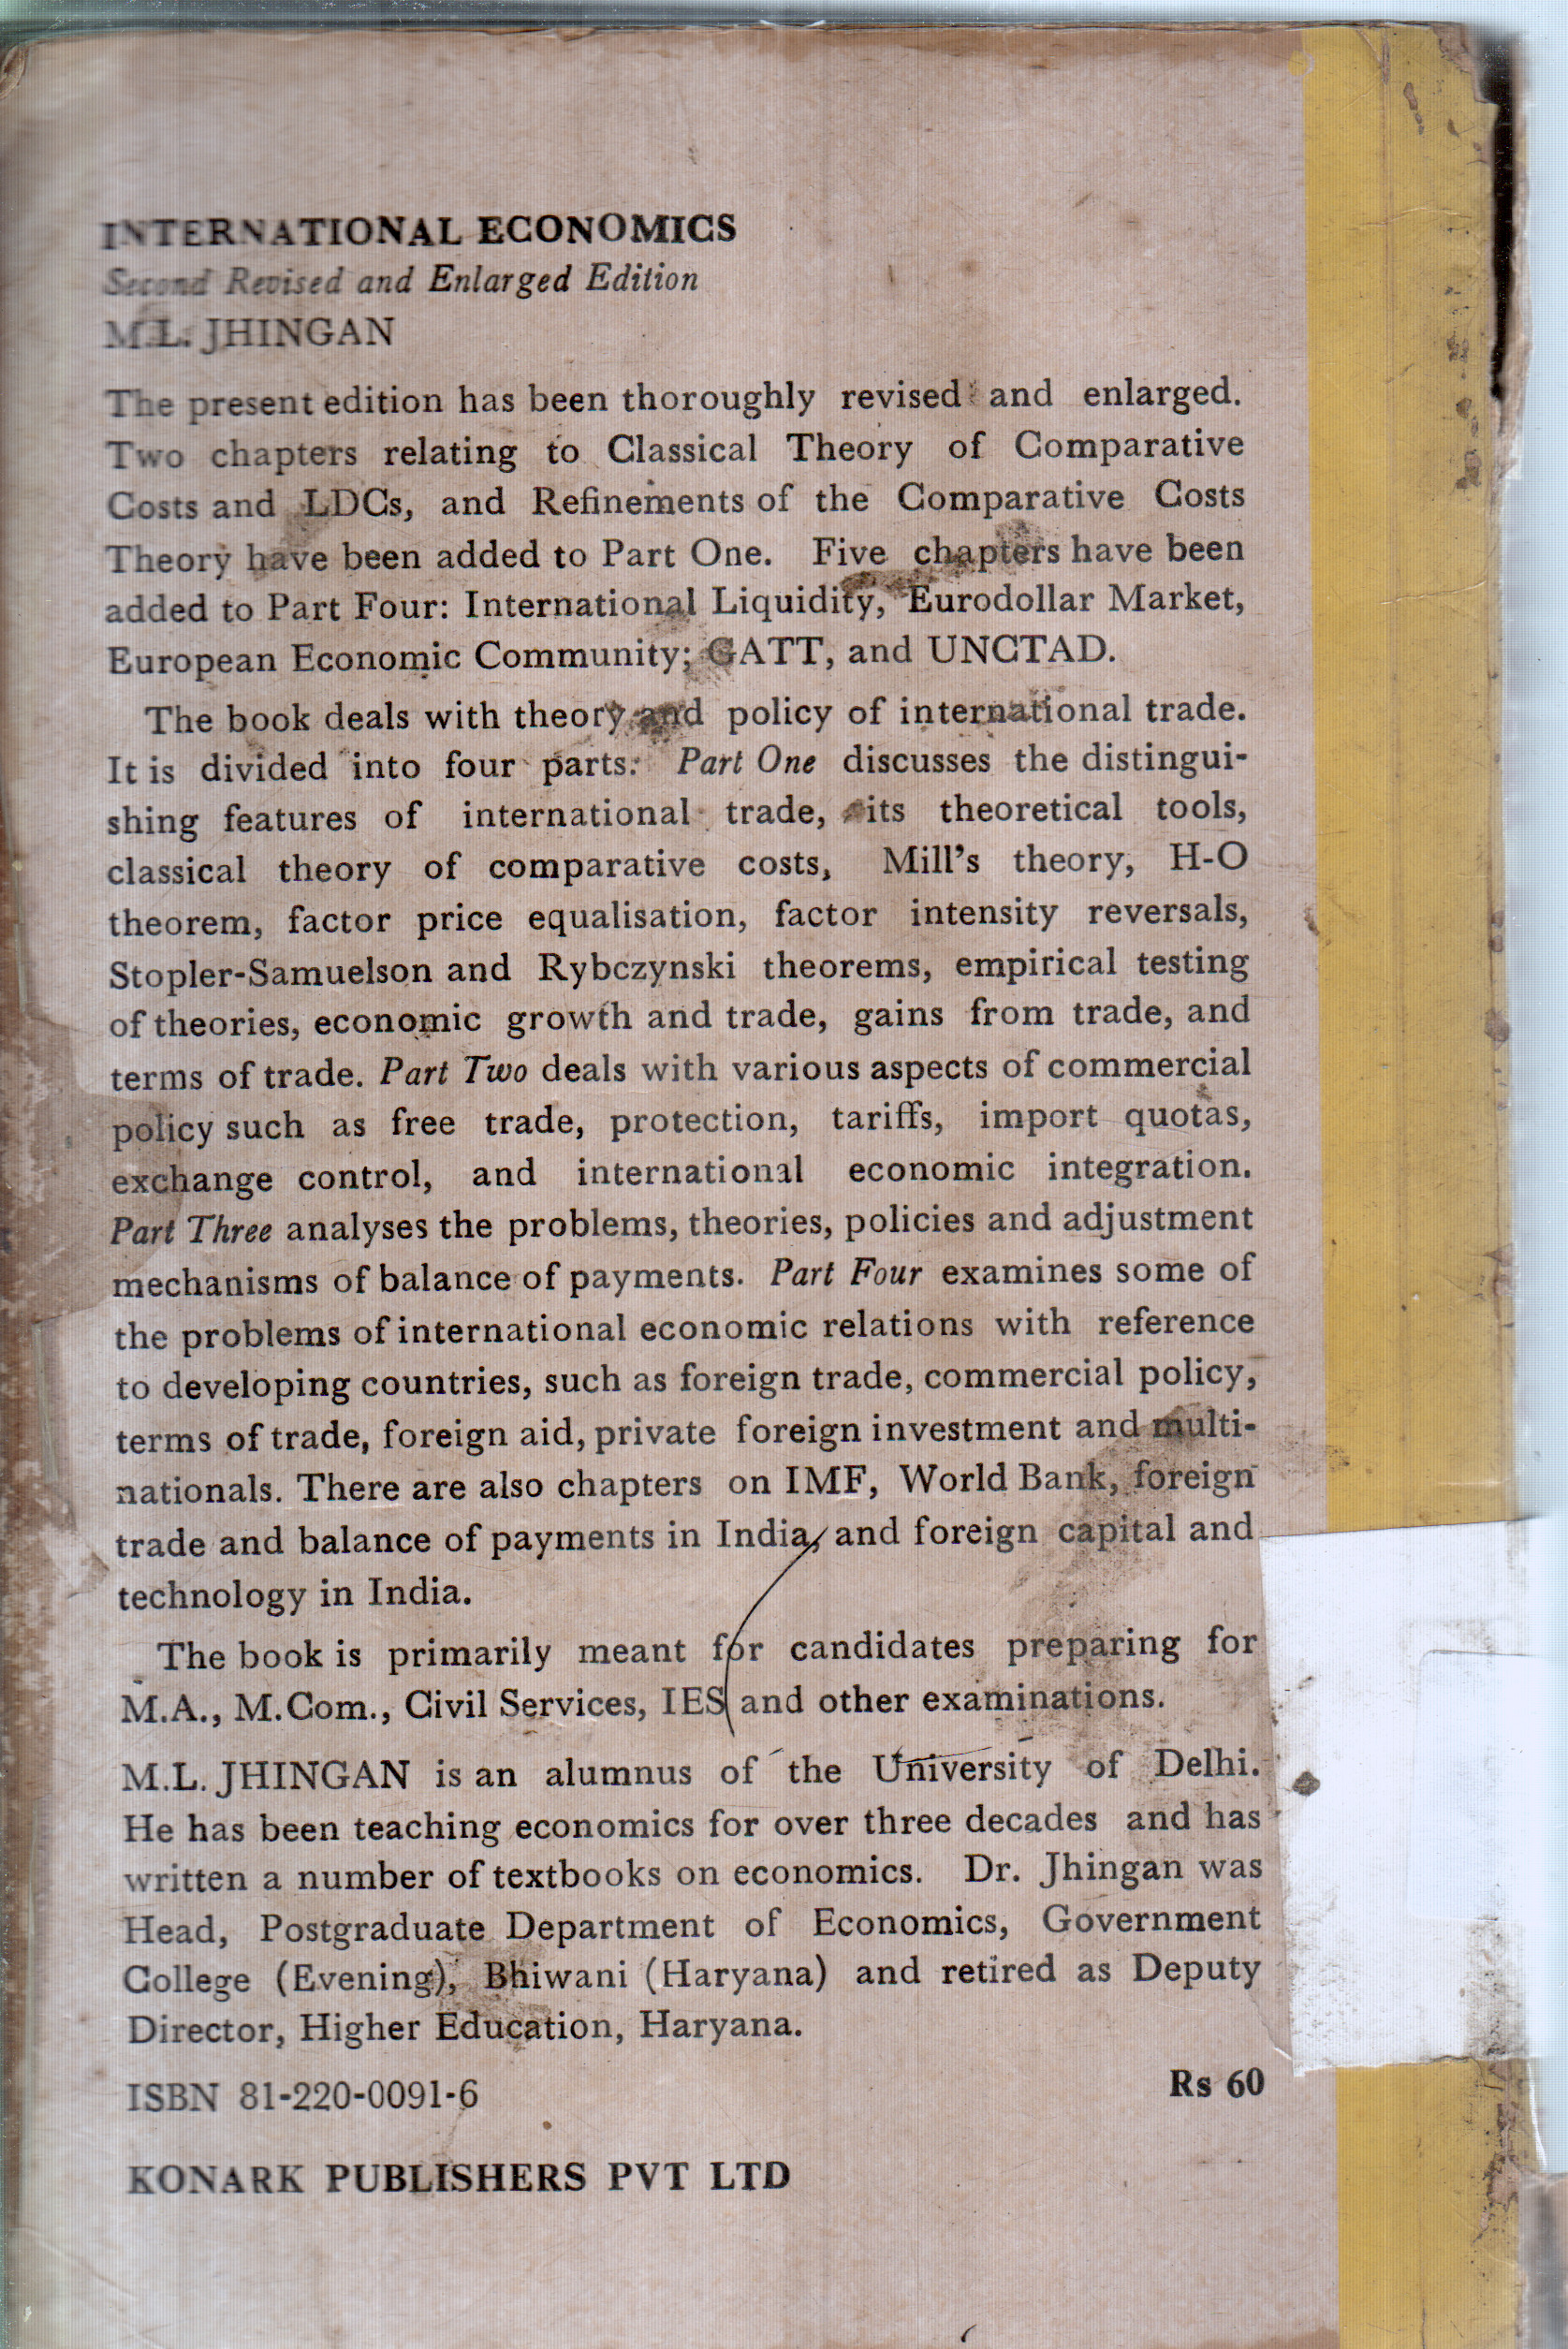 INTERNATIONAL ECONOMICS
Second Revised and Enlarged Edition
M.L. JHINGAN
The present edition has been thoroughly revised and enlarged.
Two chapters relating to Classical Theory of Comparative
Costs and LDCs, and Refinements of the Comparative Costs
Theory have been added to Part One. Five chapters have been
added to Part Four: International Liquidity, Eurodollar Market,
European Economic Community; GATT, and UNCTAD.
The book deals with theory and policy of international trade.
It is divided into four parts. Part One discusses the distingui-
shing features of international trade, its theoretical tools,
classical theory of comparative costs, Mill's theory, H-O
theorem, factor price equalisation, factor intensity reversals,
Stopler-Samuelson and Rybczynski theorems, empirical testing
of theories, economic growth and trade, gains from trade, and
terms of trade. Part Two deals with various aspects of commercial
policy such as free trade, protection, tariffs, import quotas,
exchange control, and international economic integration.
Part Three analyses the problems, theories, policies and adjustment
mechanisms of balance of payments. Part Four examines some of
the problems of international economic relations with reference
to developing countries, such as foreign trade, commercial policy,
terms of trade, foreign aid, private foreign investment and multi-
nationals. There are also chapters on IMF, World Bank, foreign
trade and balance of payments in India, and foreign capital and
technology in India.
The book is primarily meant for candidates preparing for
M.A., M.Com., Civil Services, IES and other examinations.
M.L. JHINGAN is an alumnus of the University of Delhi.
He has been teaching economics for over three decades and has
written a number of textbooks on economics. Dr. Jhingan was
Head, Postgraduate Department of Economics, Government
College (Evening), Bhiwani (Haryana) and retired as Deputy
Director, Higher Education, Haryana.
ISBN 81-220-0091-6 Rs 60
KONARK PUBLISHERS PVT LTD